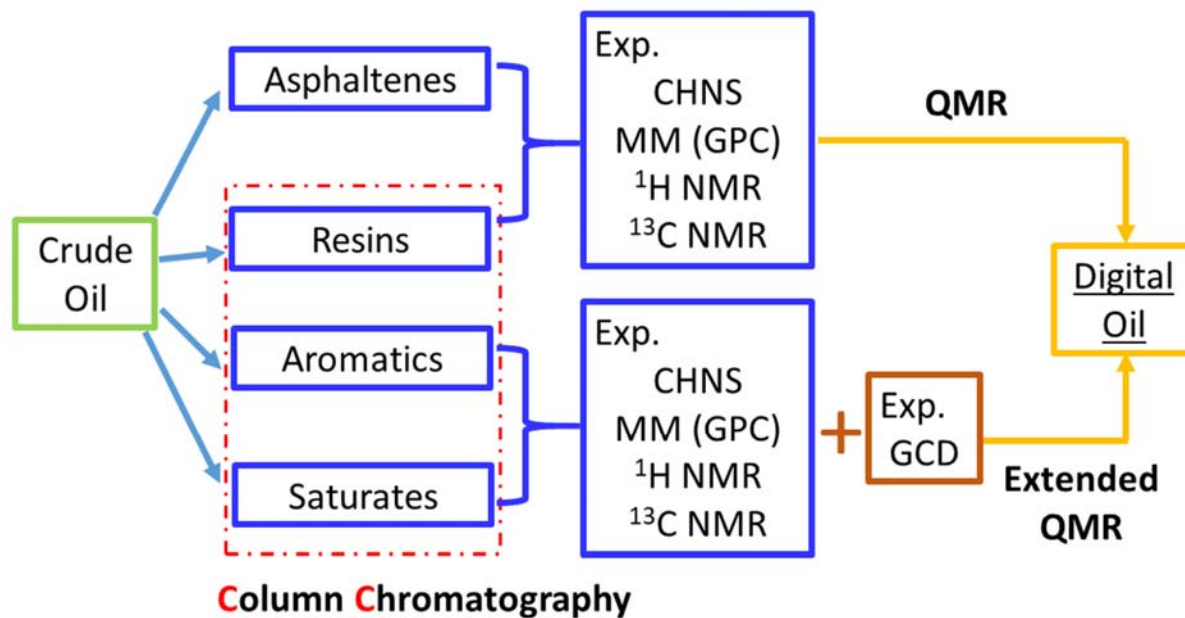 Crude
Oil
Asphaltenes
Resins
Aromatics
Saturates
Column Chromatography
Exp.
CHNS
MM (GPC)
¹H NMR
¹³C NMR
Exp.
CHNS
MM (GPC)
¹H NMR
¹³C NMR
+
Exp.
GCD
QMR
Extended
QMR
Digital
Oil